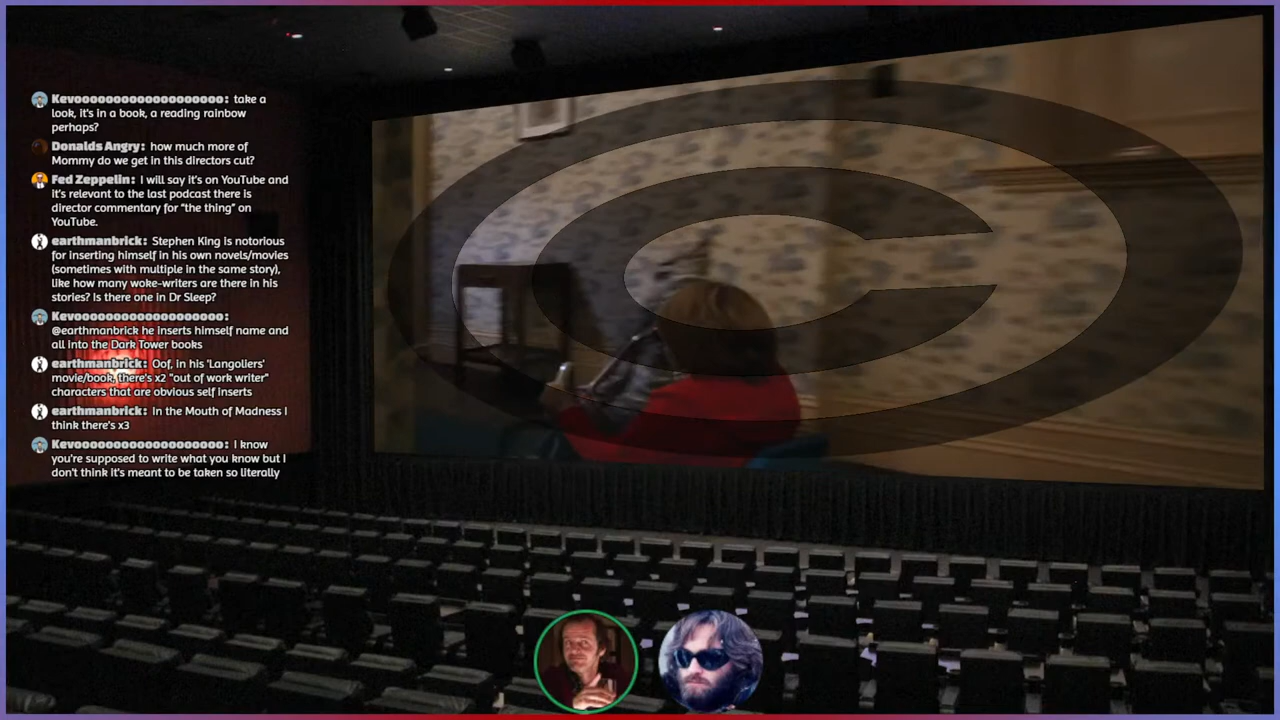 Kevooooooooooooooooooo: take a
look, it's in a book, a reading rainbow
perhaps?
Donalds Angry: how much more of
Mommy do we get in this directors cut?
Fed Zeppelin: I will say it's on YouTube and
it's relevant to the last podcast there is
director commentary for "the thing" on
YouTube.
earthmanbrick: Stephen King is notorious
for inserting himself in his own novels/movies
(sometimes with multiple in the same story),
like how many woke-writers are there in his
stories? Is there one in Dr Sleep?
Kevooooooooooooooooooo:
@earthmanbrick he inserts himself name and
all into the Dark Tower books
earthmanbrick: Oof, in his 'Langoliers'
movie/book, there's x2 "out of work writer"
characters that are obvious self inserts
earthmanbrick: In the Mouth of Madness I
think there's x3
Kevooooooooooooooooooo: I know
you're supposed to write what you know but I
don't think it's meant to be taken so literally